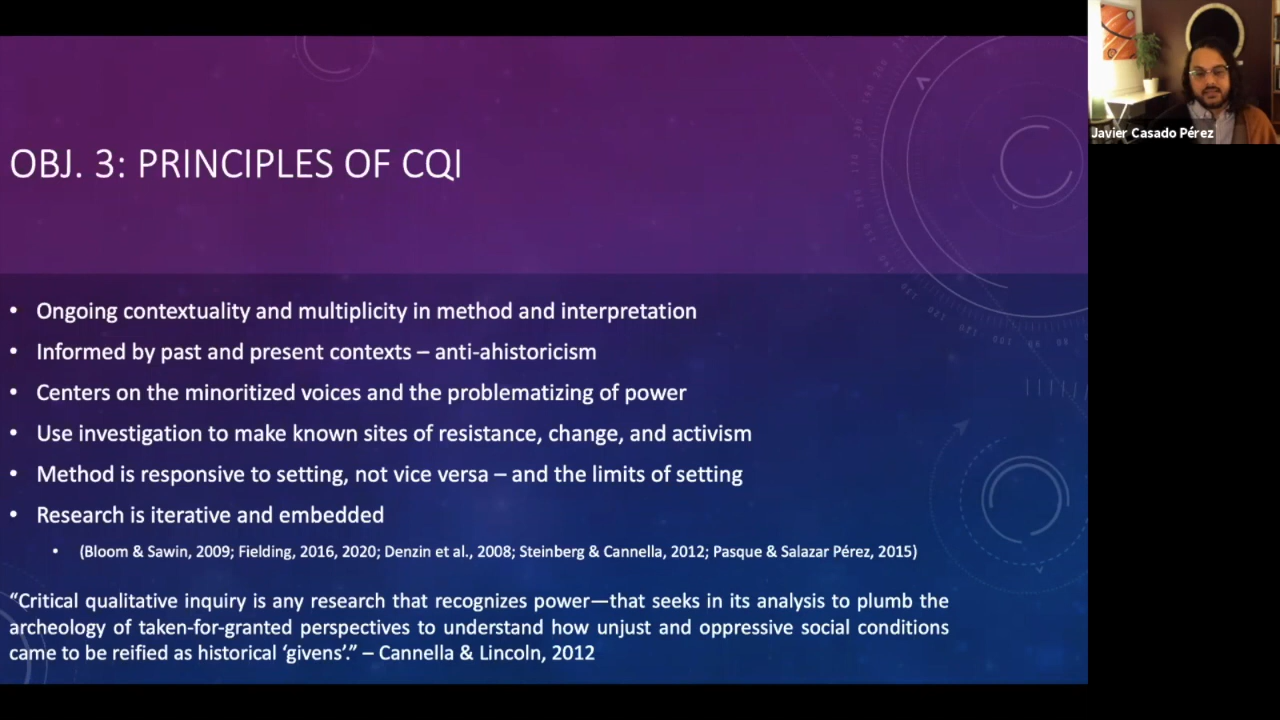 OBJ. 3: PRINCIPLES OF CQI
Javier Casado Pérez
• Ongoing contextuality and multiplicity in method and interpretation
• Informed by past and present contexts – anti-ahistoricism
• Centers on the minoritized voices and the problematizing of power
• Use investigation to make known sites of resistance, change, and activism
• Method is responsive to setting, not vice versa – and the limits of setting
• Research is iterative and embedded
• (Bloom & Sawin, 2009; Fielding, 2016, 2020; Denzin et al., 2008; Steinberg & Cannella, 2012; Pasque & Salazar Pérez, 2015)
“Critical qualitative inquiry is any research that recognizes power—that seeks in its analysis to plumb the
archeology of taken-for-granted perspectives to understand how unjust and oppressive social conditions
came to be reified as historical ‘givens’.” – Cannella & Lincoln, 2012